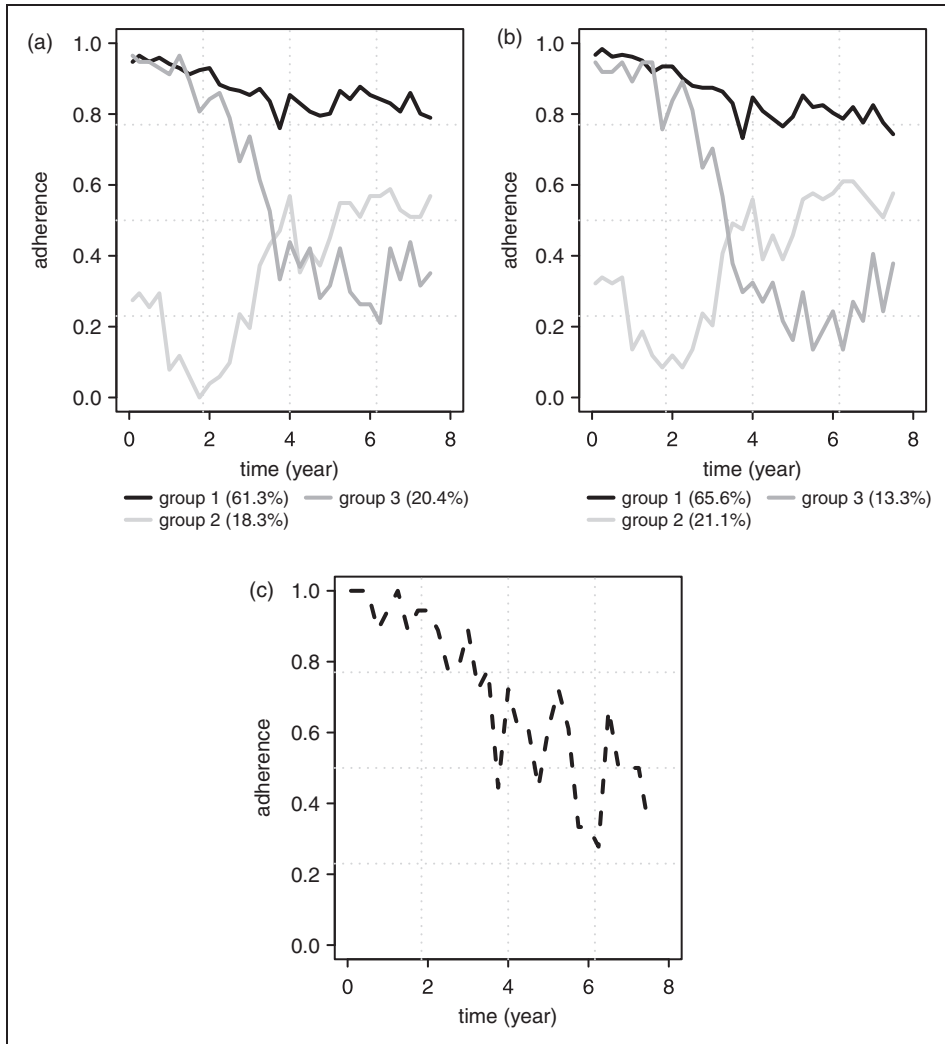 (a)
1.0
0.8
0.6
0.4
0.2
0.0
adherence
0 2 4 6 8
time (year)
group 1 (61.3%) group 3 (20.4%)
group 2 (18.3%)
(b)
1.0
0.8
0.6
0.4
0.2
0.0
adherence
0 2 4 6 8
time (year)
group 1 (65.6%) group 3 (13.3%)
group 2 (21.1%)
(c)
1.0
0.8
0.6
0.4
0.2
0.0
adherence
0 2 4 6 8
time (year)